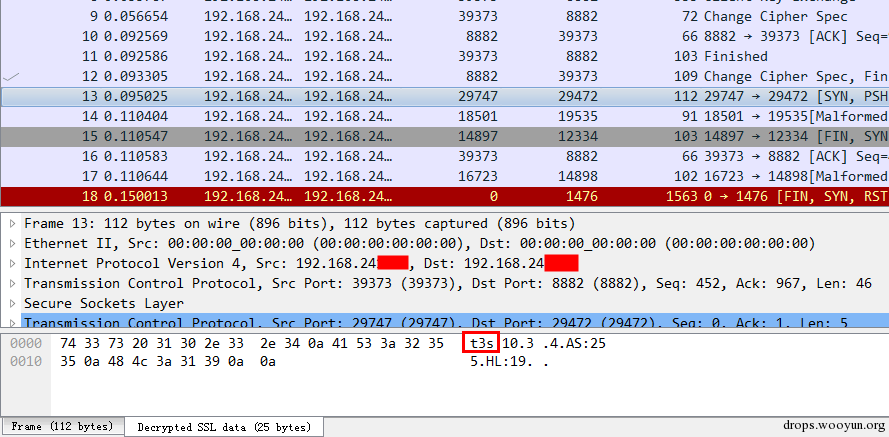 9 0.056654 192.168.24… 192.168.24… 39373 8882 72 Change Cipher Spec
10 0.092569 192.168.24… 192.168.24… 8882 39373 66 8882 → 39373 [ACK] Seq=
11 0.092586 192.168.24… 192.168.24… 8882 39373 103 Finished
12 0.093305 192.168.24… 192.168.24… 8882 39373 109 Change Cipher Spec, Fin
13 0.095025 192.168.24… 192.168.24… 29747 29472 112 29747 → 29472 [SYN, PSH
14 0.110404 192.168.24… 192.168.24… 18501 19535 91 18501 → 19535[Malformed
15 0.110547 192.168.24… 192.168.24… 14897 12334 103 14897 → 12334 [FIN, SYN
16 0.110583 192.168.24… 192.168.24… 39373 8882 66 39373 → 8882 [ACK] Seq=
17 0.110644 192.168.24… 192.168.24… 16723 14898 102 16723 → 14898[Malformed
18 0.150013 192.168.24… 192.168.24… 0 1476 1563 0 → 1476 [FIN, SYN, RST
Frame 13: 112 bytes on wire (896 bits), 112 bytes captured (896 bits)
Ethernet II, Src: 00:00:00_00:00:00 (00:00:00:00:00:00), Dst: 00:00:00_00:00:00 (00:00:00:00:00:00)
Internet Protocol Version 4, Src: 192.168.24 , Dst: 192.168.24
Transmission Control Protocol, Src Port: 39373 (39373), Dst Port: 8882 (8882), Seq: 452, Ack: 967, Len: 46
Secure Sockets Layer
Transmission Control Protocol, Src Port: 29747 (29747), Dst Port: 29472 (29472), Seq: 0, Ack: 1, Len: 5
0000 74 33 73 20 31 30 2e 33 2e 34 0a 41 53 3a 32 35 t3s 10.3 .4.AS:25
0010 35 0a 48 4c 3a 31 39 0a 0a 5.HL:19. .
Frame (112 bytes) Decrypted SSL data (25 bytes)
drops.wooyun.org